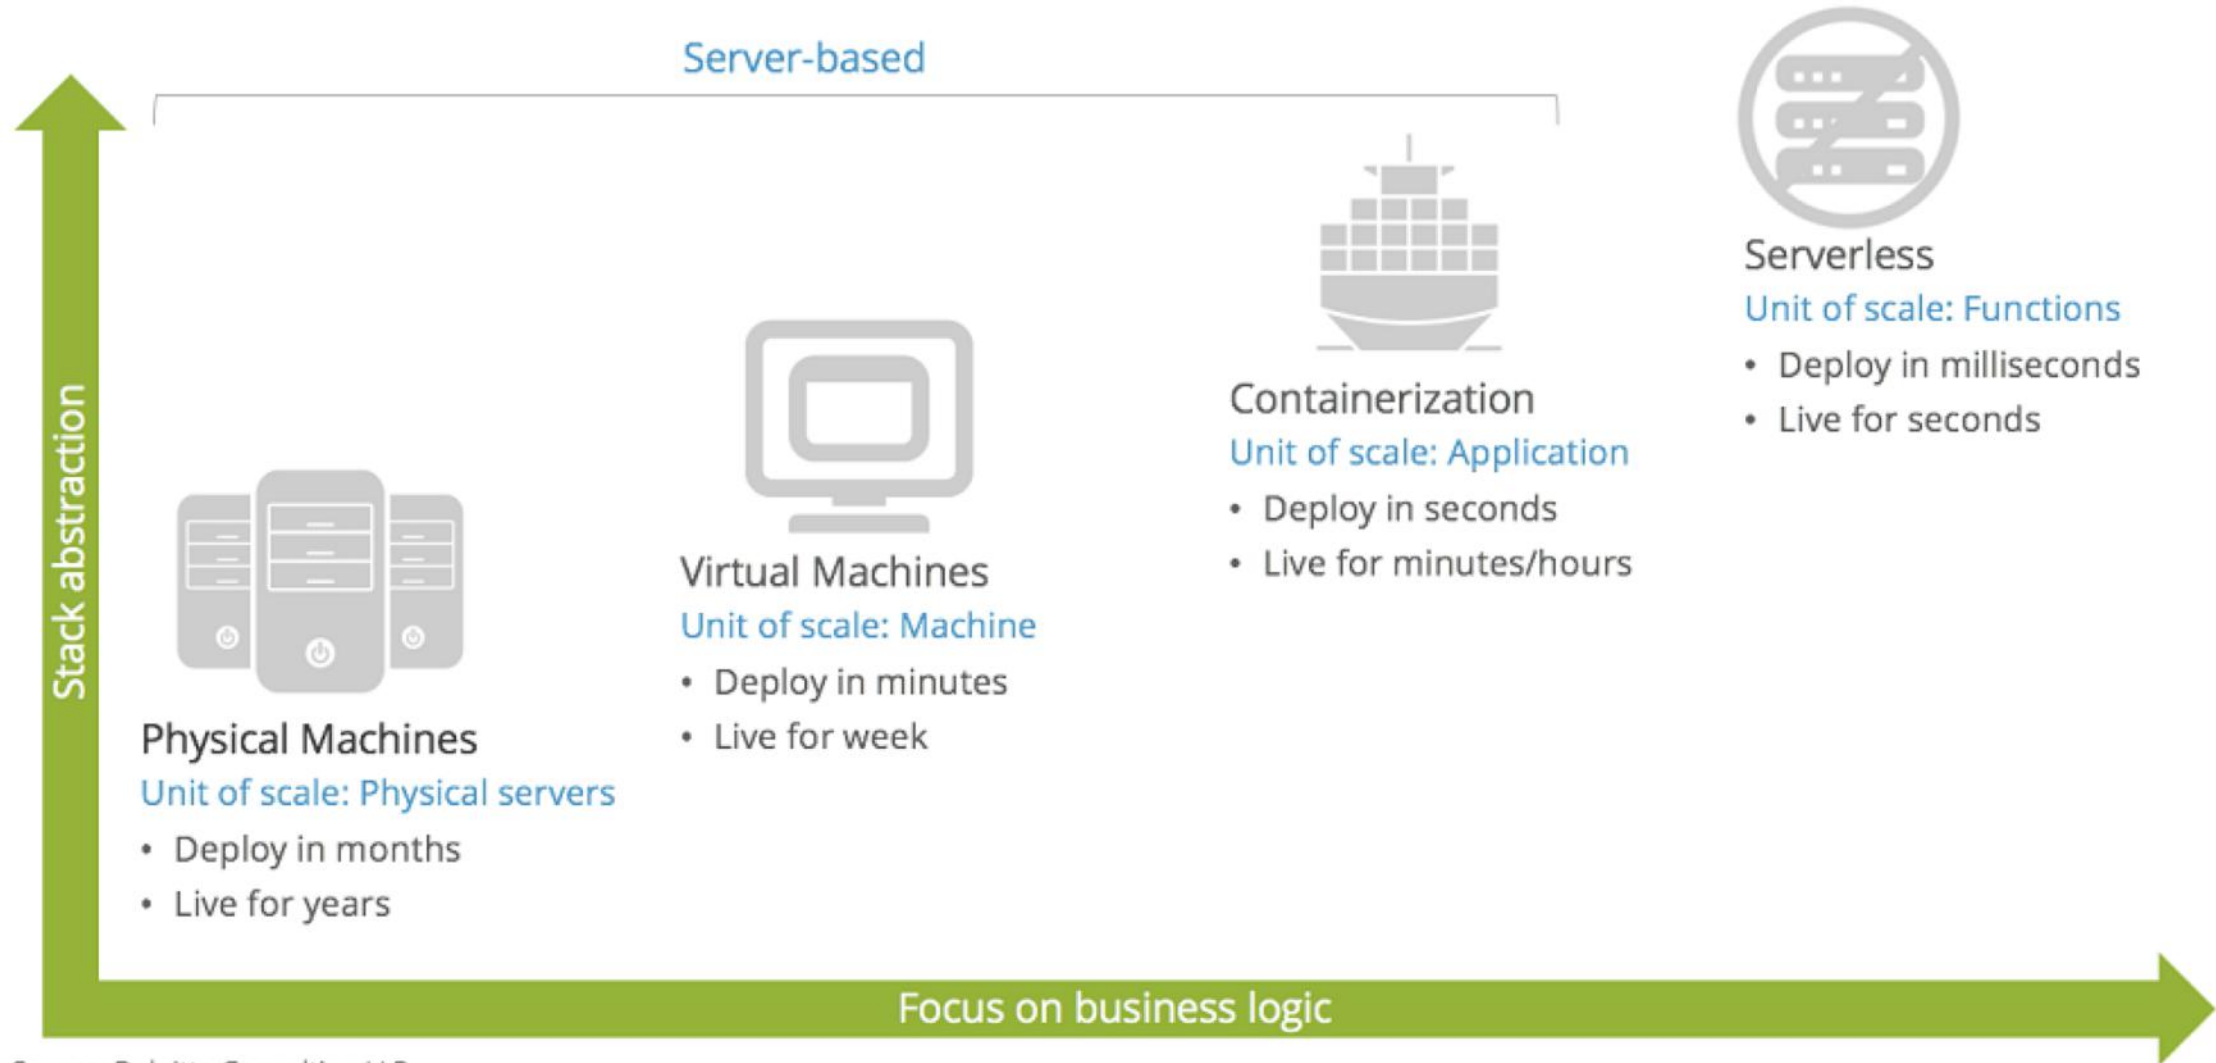 Server-based
Serverless
Unit of scale: Functions
• Deploy in milliseconds
• Live for seconds
Containerization
Unit of scale: Application
• Deploy in seconds
• Live for minutes/hours
Virtual Machines
Unit of scale: Machine
• Deploy in minutes
• Live for week
Physical Machines
Unit of scale: Physical servers
• Deploy in months
• Live for years
Stack abstraction
Focus on business logic